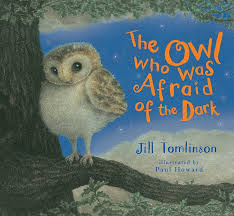 The Owl
who was
Afraid
of the Dark
Jill Tomlinson
illustrated by
Paul Howard